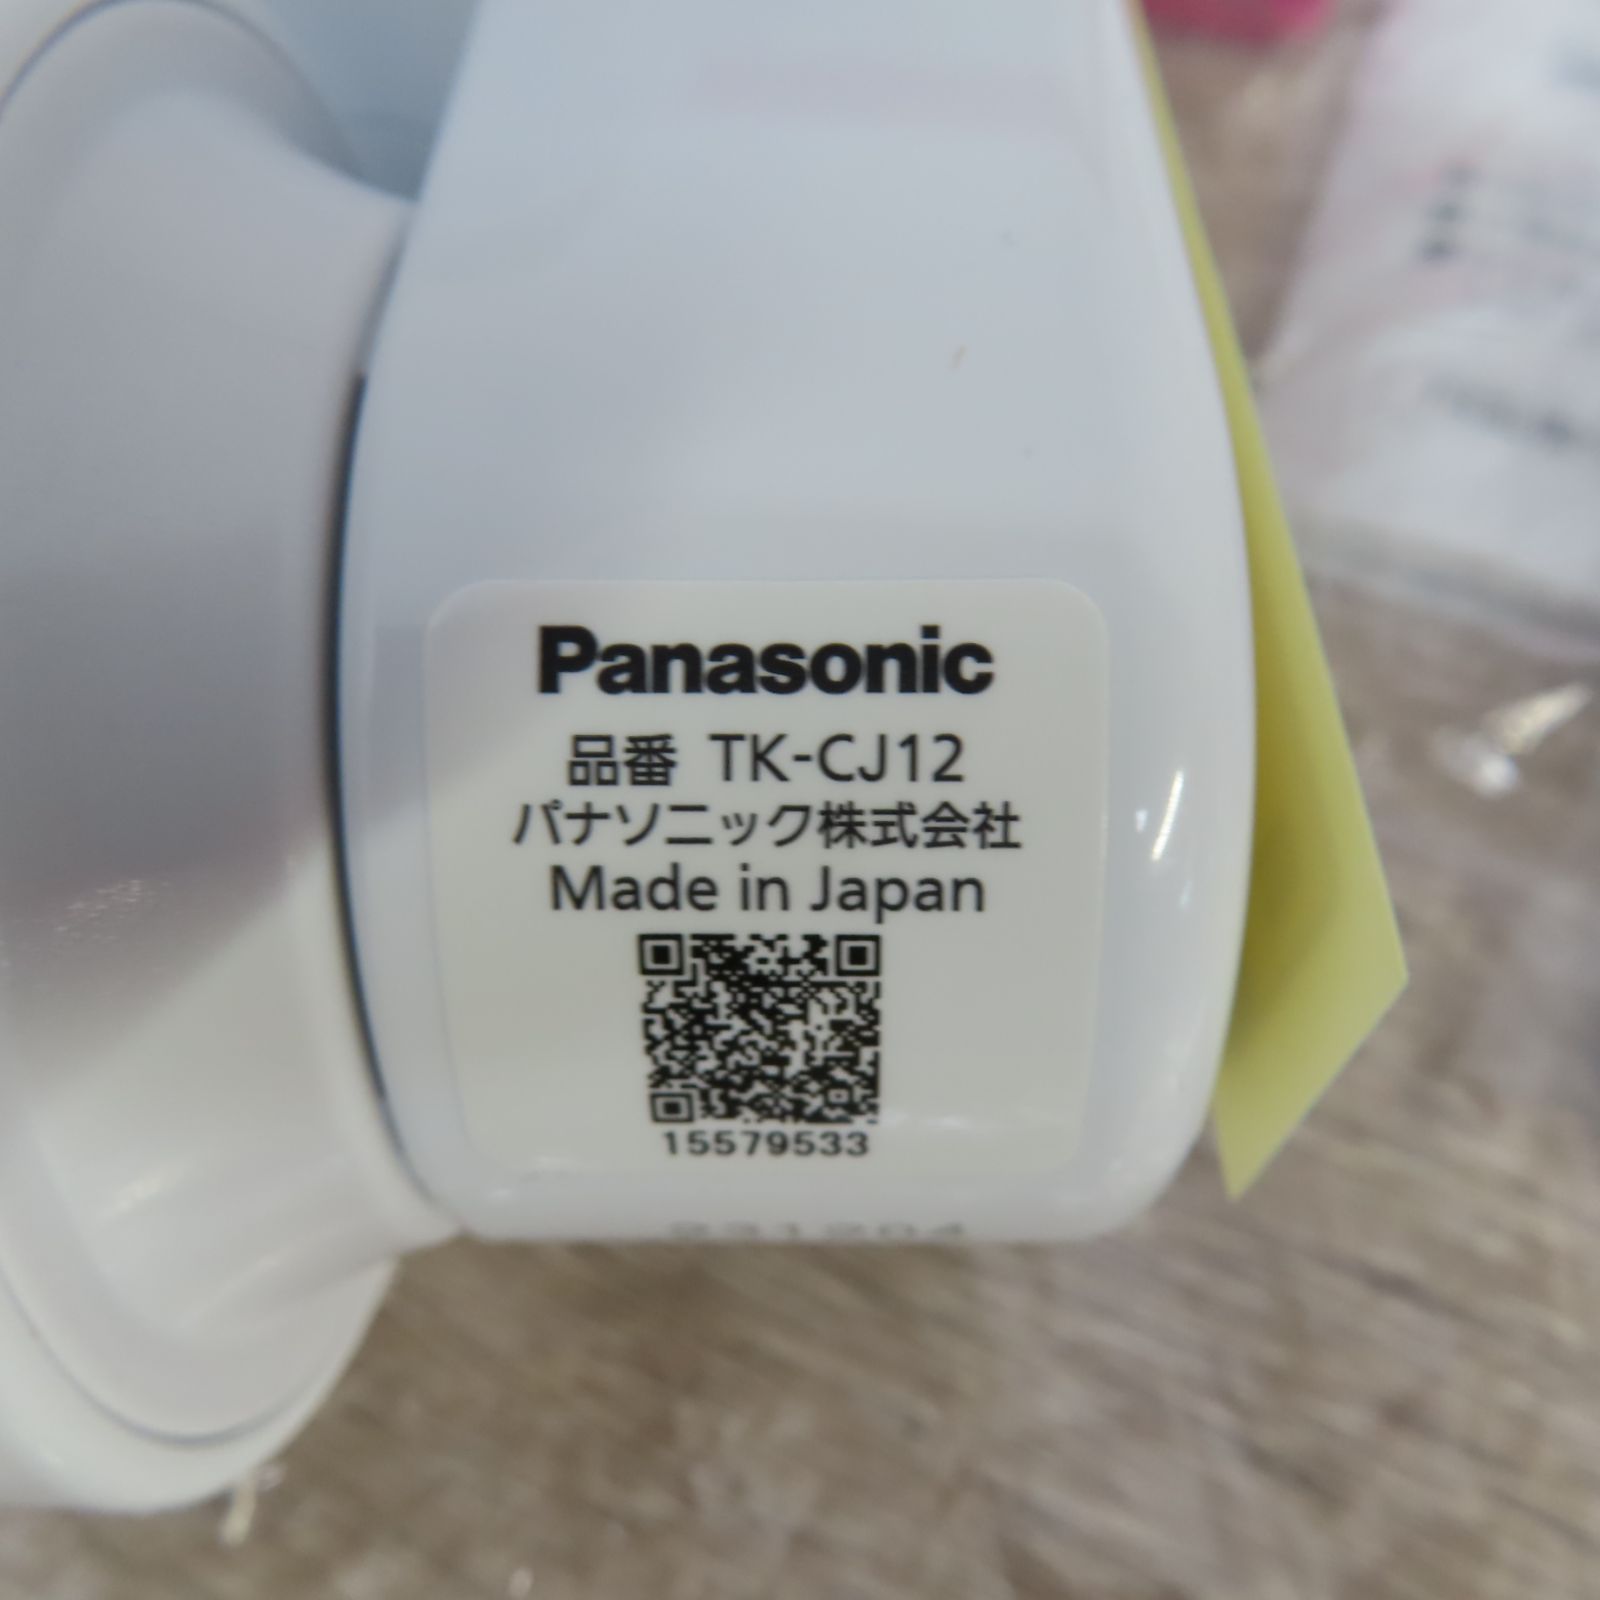 Panasonic
品番 TK-CJ12
パナソニック株式会社
Made in Japan
15579533